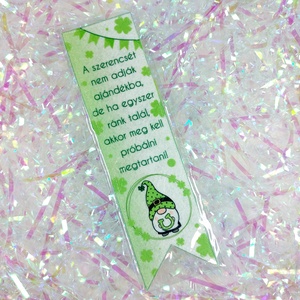 A szerencsét
nem adják
ajándékba,
de ha egyszer
ránk talál,
akkor meg kell
próbálni
megtartani!